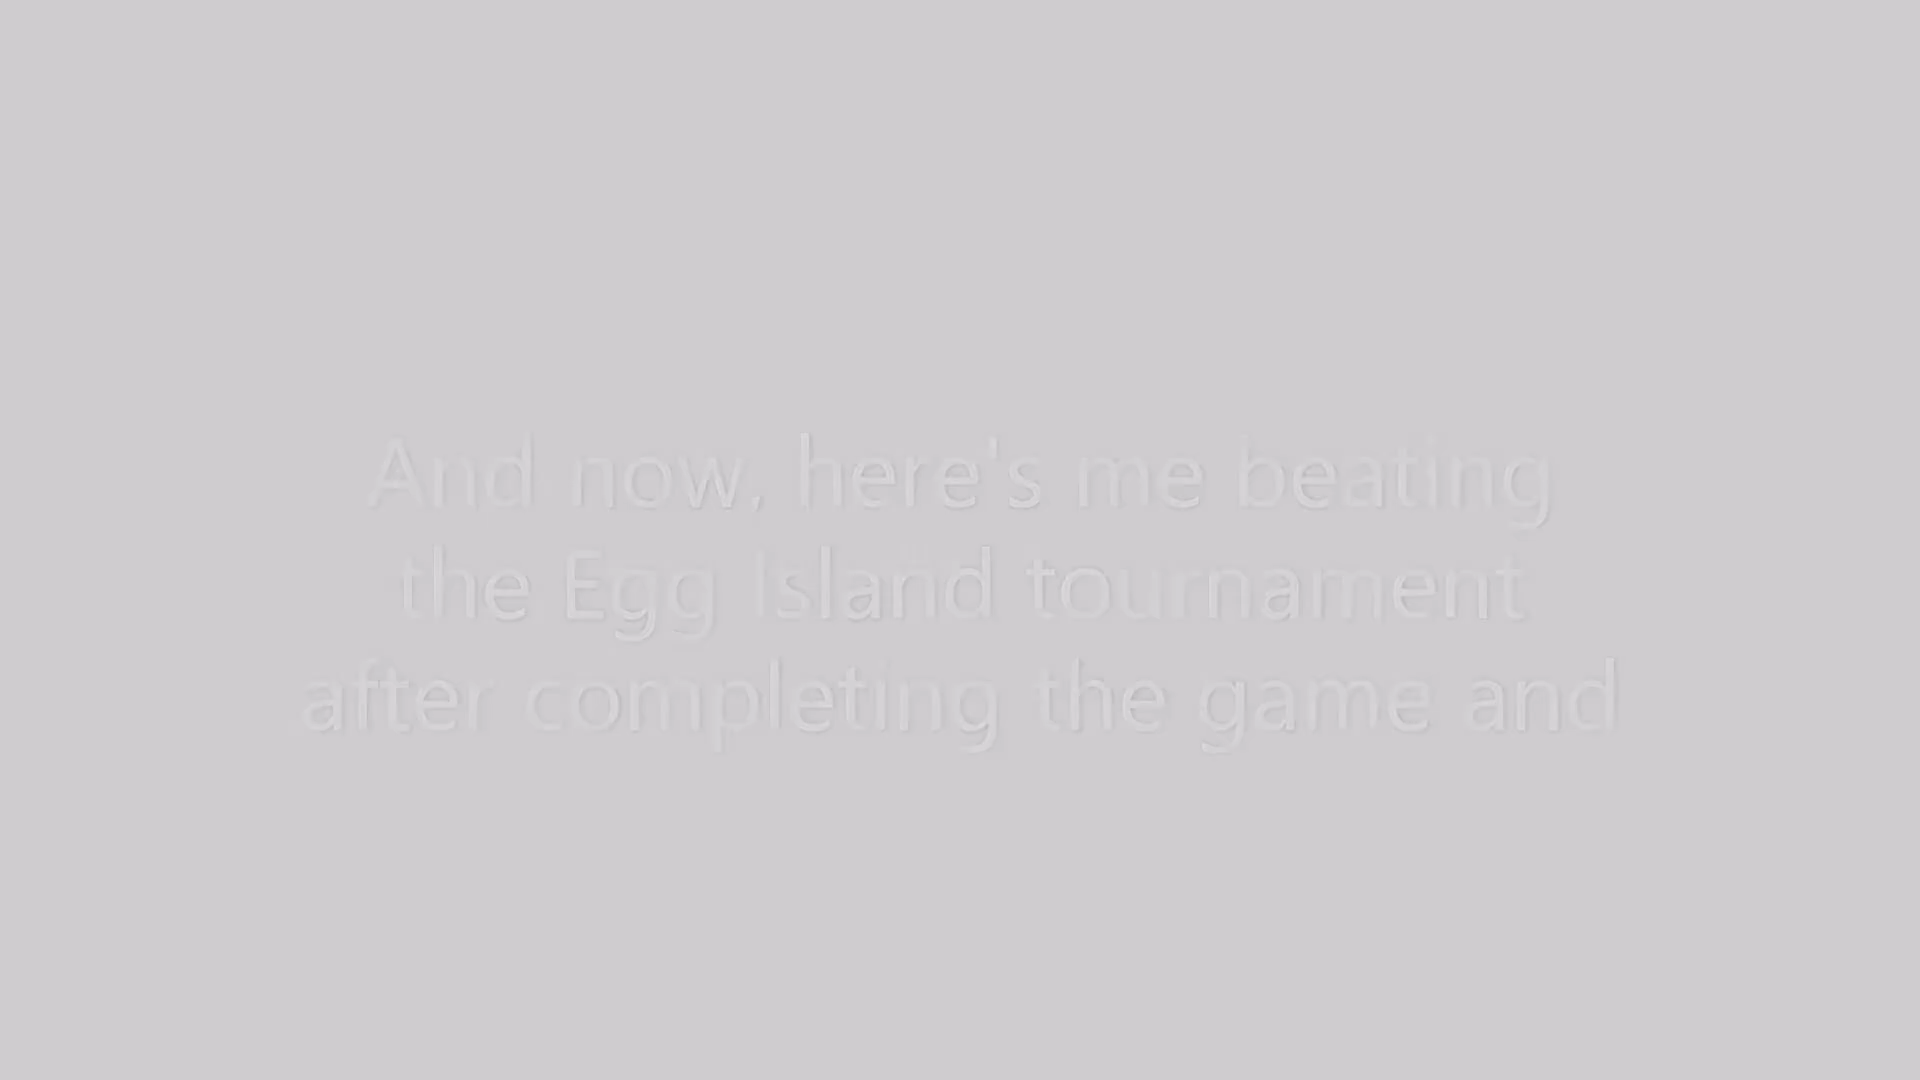 And now, here's me beating
the Egg Island tournament
after completing the game and